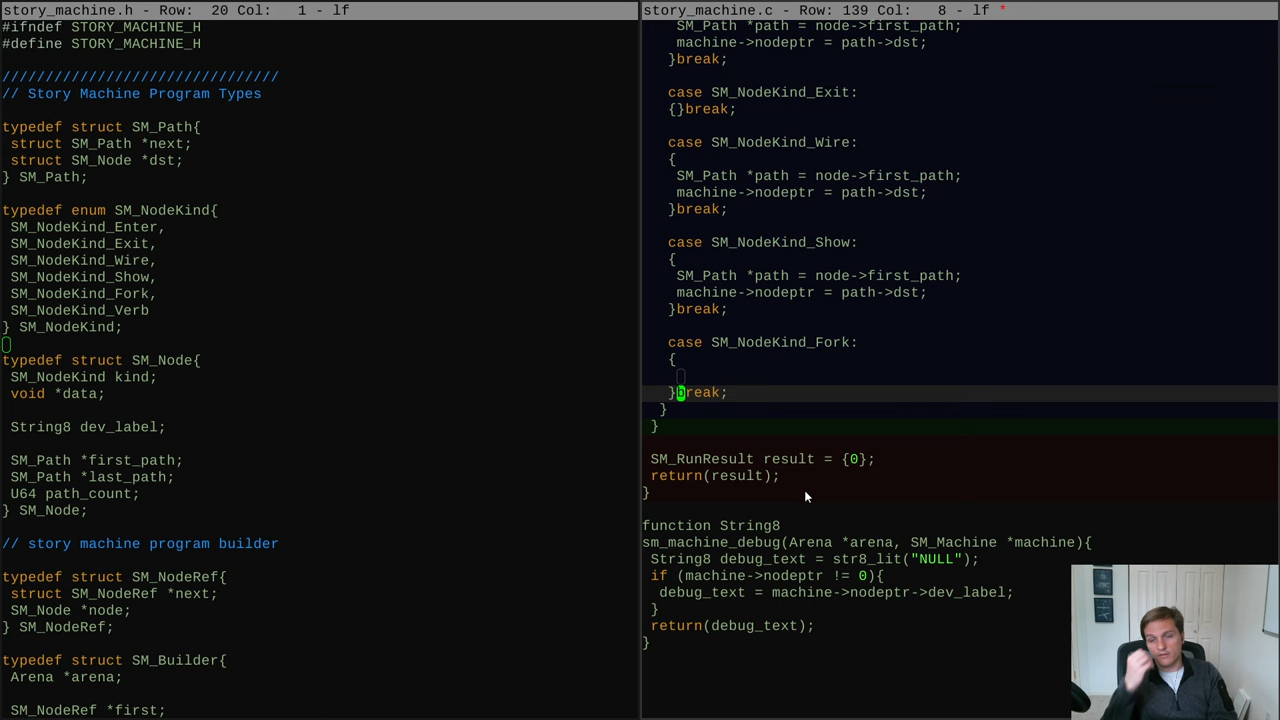 story_machine.h - Row:  20 Col:   1 - lf
#ifndef STORY_MACHINE_H
#define STORY_MACHINE_H
////////////////////////////////
// Story Machine Program Types
typedef struct SM_Path{
 struct SM_Path *next;
 struct SM_Node *dst;
} SM_Path;
typedef enum SM_NodeKind{
 SM_NodeKind_Enter,
 SM_NodeKind_Exit,
 SM_NodeKind_Wire,
 SM_NodeKind_Show,
 SM_NodeKind_Fork,
 SM_NodeKind_Verb
} SM_NodeKind;
typedef struct SM_Node{
 SM_NodeKind kind;
 void *data;
 String8 dev_label;
 SM_Path *first_path;
 SM_Path *last_path;
 U64 path_count;
} SM_Node;
// story machine program builder
typedef struct SM_NodeRef{
 struct SM_NodeRef *next;
 SM_Node *node;
} SM_NodeRef;
typedef struct SM_Builder{
 Arena *arena;
 SM_NodeRef *first;
story_machine.c - Row: 139 Col:   8 - lf *
    SM_Path *path = node->first_path;
    machine->nodeptr = path->dst;
   }break;
   case SM_NodeKind_Exit:
   {}break;
   case SM_NodeKind_Wire:
   {
    SM_Path *path = node->first_path;
    machine->nodeptr = path->dst;
   }break;
   case SM_NodeKind_Show:
   {
    SM_Path *path = node->first_path;
    machine->nodeptr = path->dst;
   }break;
   case SM_NodeKind_Fork:
   {
   }break;
  }
 }
 SM_RunResult result = {0};
 return(result);
}
function String8
sm_machine_debug(Arena *arena, SM_Machine *machine){
 String8 debug_text = str8_lit("NULL");
 if (machine->nodeptr != 0){
  debug_text = machine->nodeptr->dev_label;
 }
 return(debug_text);
}